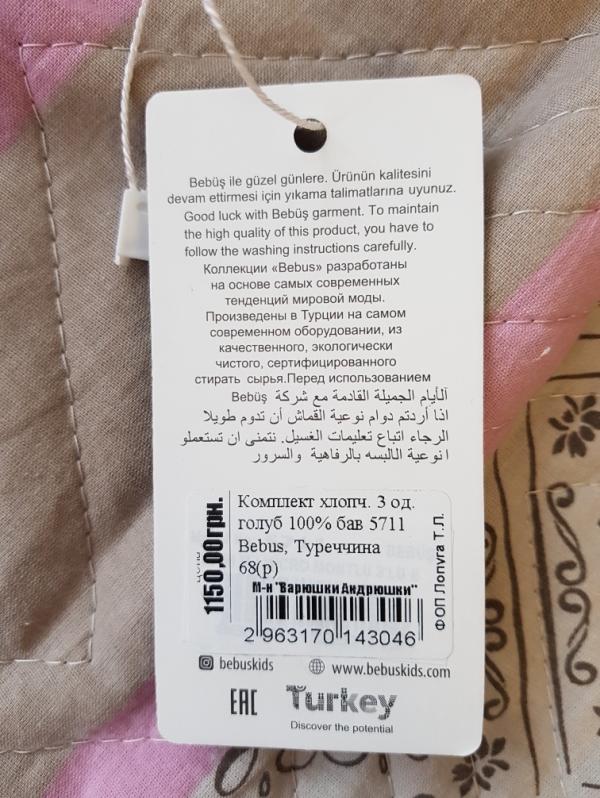 Bebüş ile güzel günlere. Ürünün kalitesini
devam ettirmesi için yıkama talimatlarına uyunuz.
Good luck with Bebüş garment. To maintain
the high quality of this product, you have to
follow the washing instructions carefully.
Коллекции «Bebus» разработаны
на основе самых современных
тенденций мировой моды.
Произведены в Турции на самом
современном оборудовании, из
качественного, экологически
чистого, сертифицированного
стирать сырья.Перед использованием
Bebüş ألأيام الجميلة القادمة مع شركة
اذا أردتم دوام نوعية القماش أن تدوم طويلا
الرجاء اتباع تعليمات الغسيل. نتمنى ان تستعملو
ا نوعية الالبسه بالرفاهية والسرور
1150,00грн.
Комплект хлопч. 3 од.
голуб 100% бав 5711
Bebus, Туреччина
68(р)
М-н "Варюшки Андрюшки"
2 963170 143046
ФОП Лопуга Т.Л.
bebuskids
www.bebuskids.com
EAC
Turkey
Discover the potential